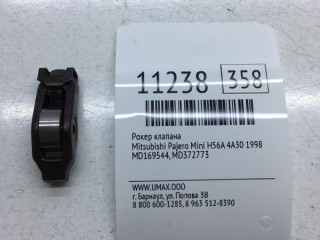 11238 358
Рокер клапана
Mitsubishi Pajero Mini H56A 4A30 1998
MD169544, MD372773
WWW.UMAX.OOO
г. Барнаул, ул. Попова 3В
8 800 600-1285, 8 963 512-8390